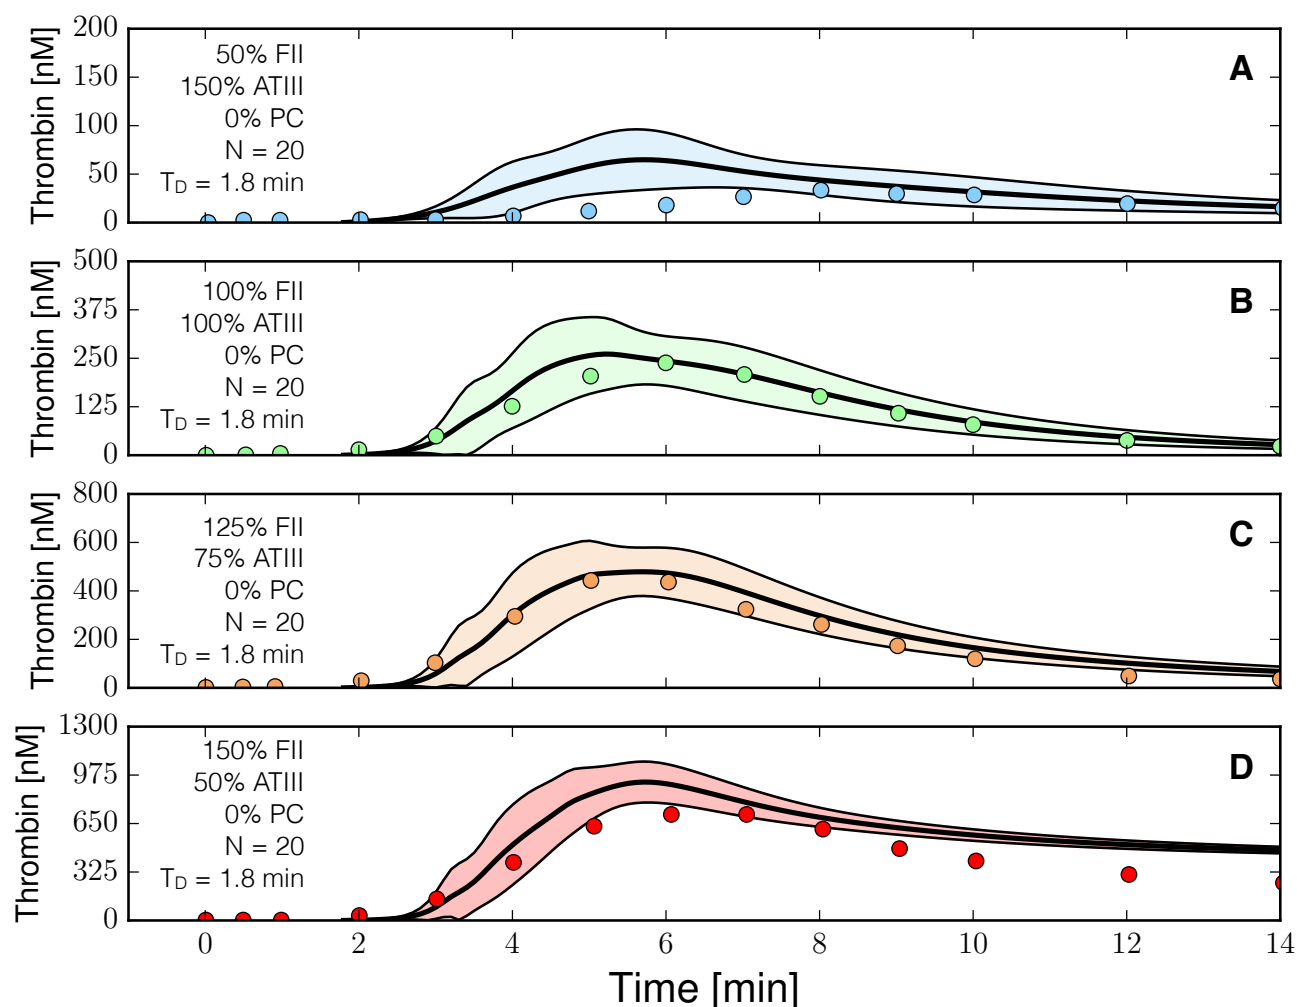 Thrombin [nM]
200
150
100
50
0
50% FII
150% ATIII
0% PC
N = 20
T_D = 1.8 min
A
Thrombin [nM]
500
375
250
125
0
100% FII
100% ATIII
0% PC
N = 20
T_D = 1.8 min
B
Thrombin [nM]
800
600
400
200
0
125% FII
75% ATIII
0% PC
N = 20
T_D = 1.8 min
C
Thrombin [nM]
1300
975
650
325
0
150% FII
50% ATIII
0% PC
N = 20
T_D = 1.8 min
D
0 2 4 6 8 10 12 14
Time [min]